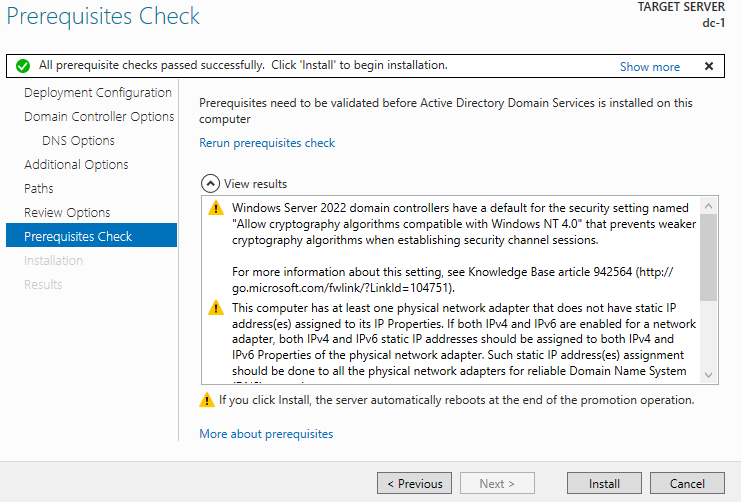 Prerequisites Check
TARGET SERVER
dc-1
All prerequisite checks passed successfully. Click 'Install' to begin installation.
Show more
Deployment Configuration
Domain Controller Options
DNS Options
Additional Options
Paths
Review Options
Prerequisites Check
Installation
Results
Prerequisites need to be validated before Active Directory Domain Services is installed on this
computer
Rerun prerequisites check
View results
Windows Server 2022 domain controllers have a default for the security setting named
"Allow cryptography algorithms compatible with Windows NT 4.0" that prevents weaker
cryptography algorithms when establishing security channel sessions.
For more information about this setting, see Knowledge Base article 942564 (http://
go.microsoft.com/fwlink/?LinkId=104751).
This computer has at least one physical network adapter that does not have static IP
address(es) assigned to its IP Properties. If both IPv4 and IPv6 are enabled for a network
adapter, both IPv4 and IPv6 static IP addresses should be assigned to both IPv4 and
IPv6 Properties of the physical network adapter. Such static IP address(es) assignment
should be done to all the physical network adapters for reliable Domain Name System
If you click Install, the server automatically reboots at the end of the promotion operation.
More about prerequisites
< Previous
Next >
Install
Cancel